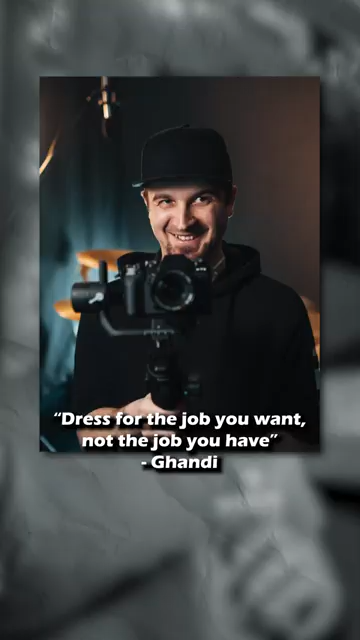 “Dress for the job you want,
not the job you have”
- Ghandi